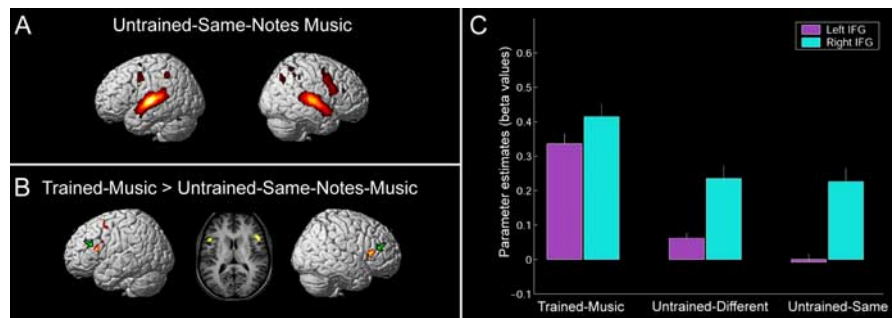 A
Untrained-Same-Notes Music
B
Trained-Music > Untrained-Same-Notes-Music
C
Left IFG
Right IFG
Parameter estimates (beta values)
0.6
0.5
0.4
0.3
0.2
0.1
0
−0.1
Trained-Music Untrained-Different Untrained-Same